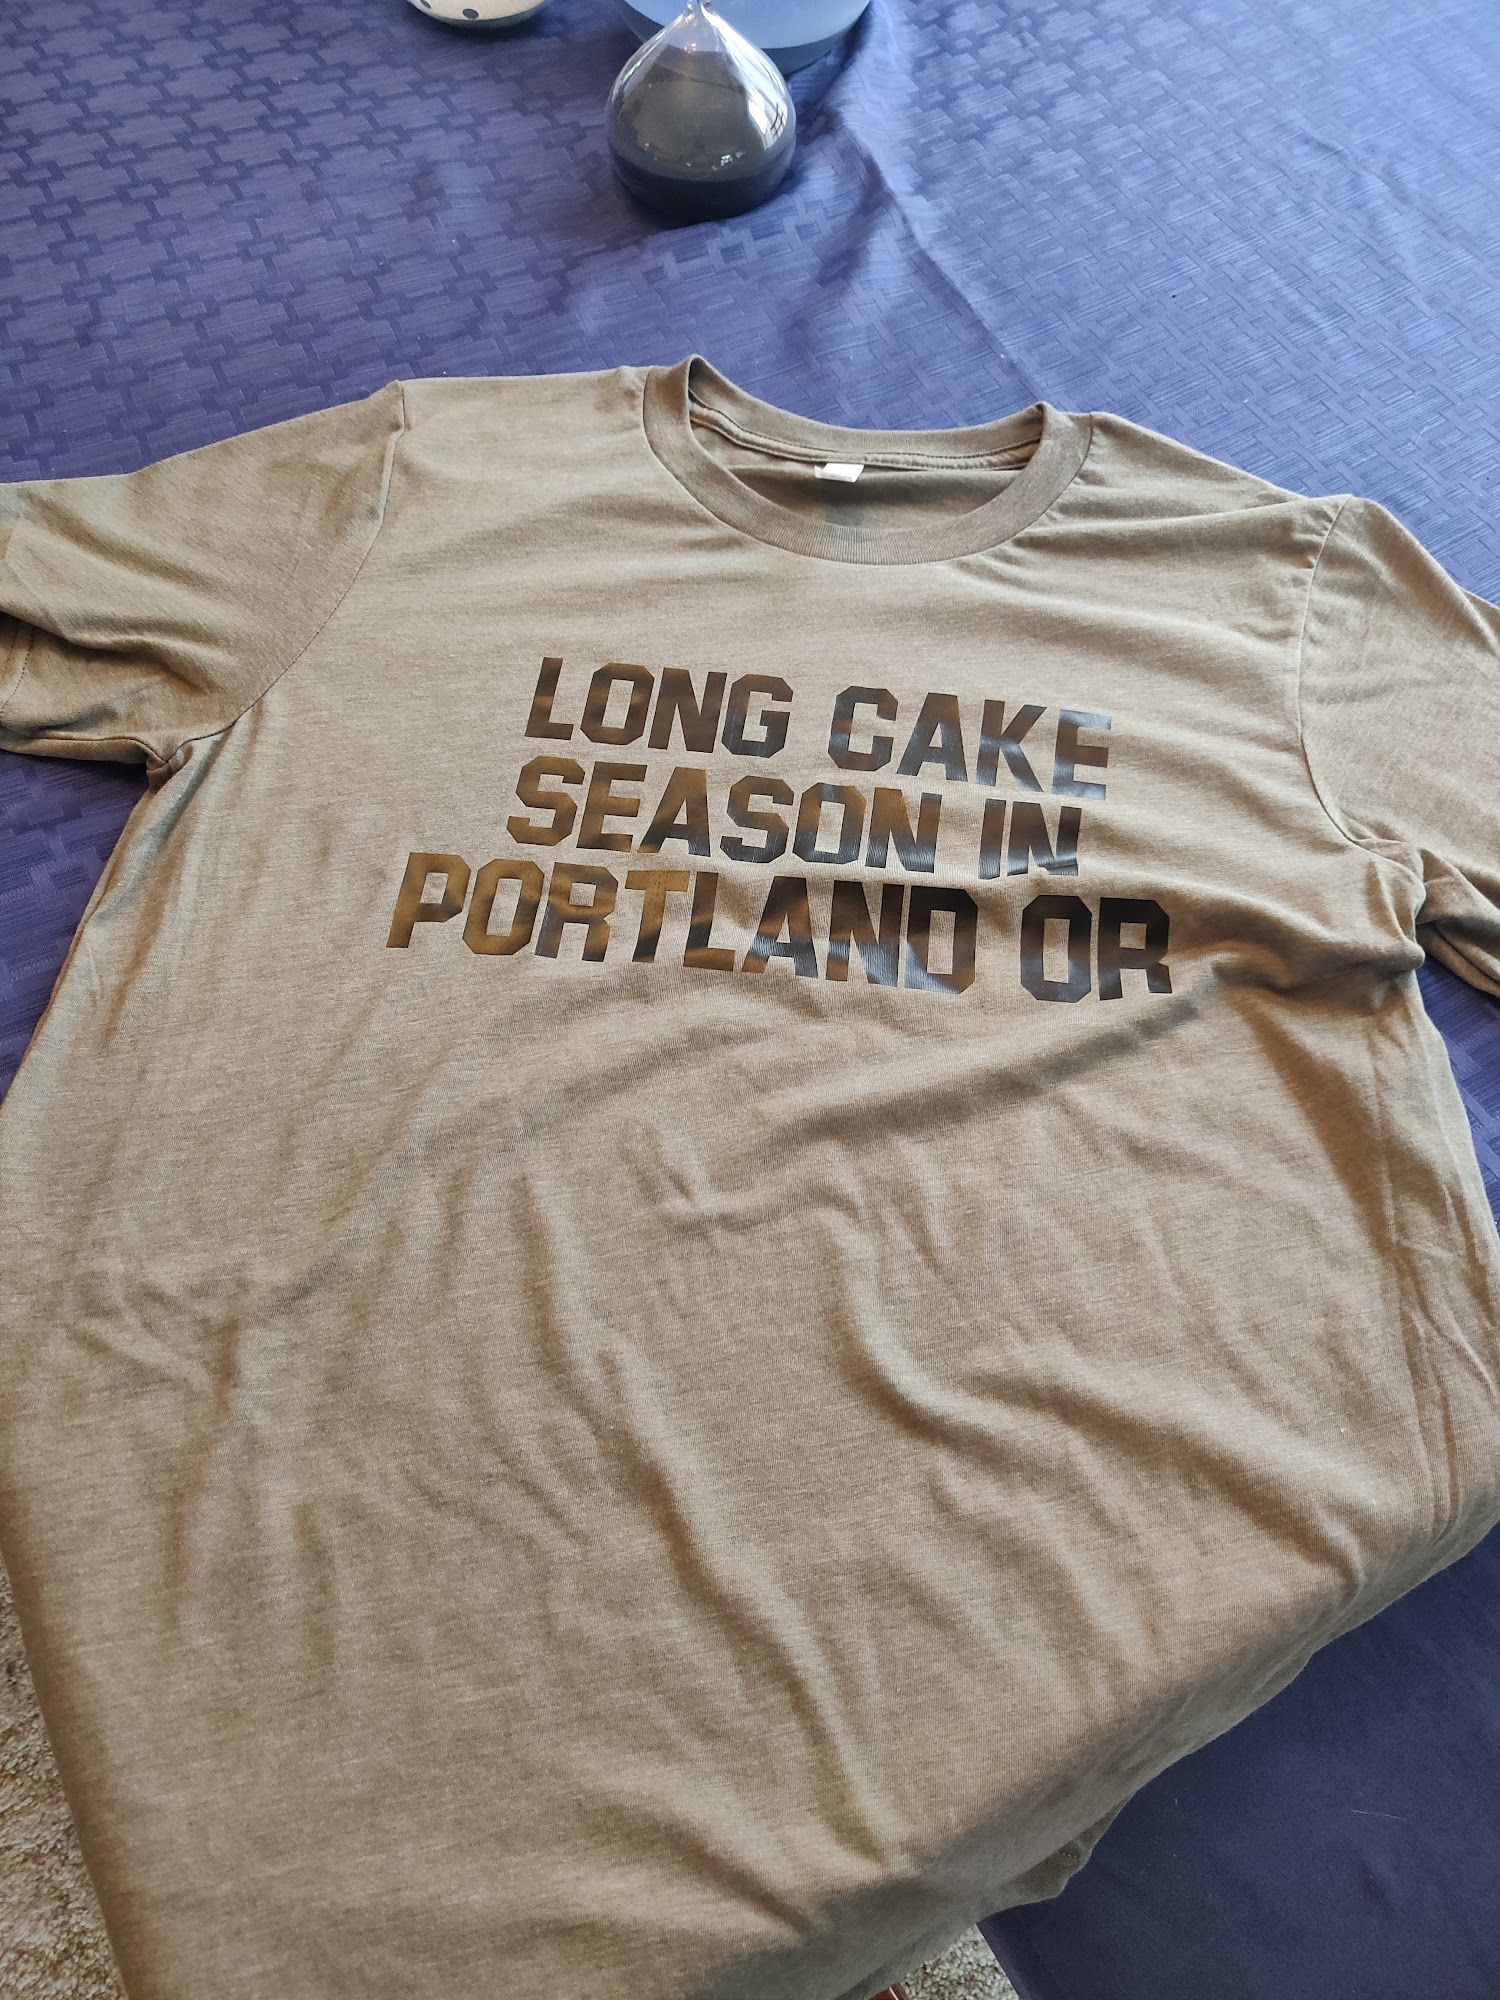 LONG CAKE
SEASON IN
PORTLAND OR